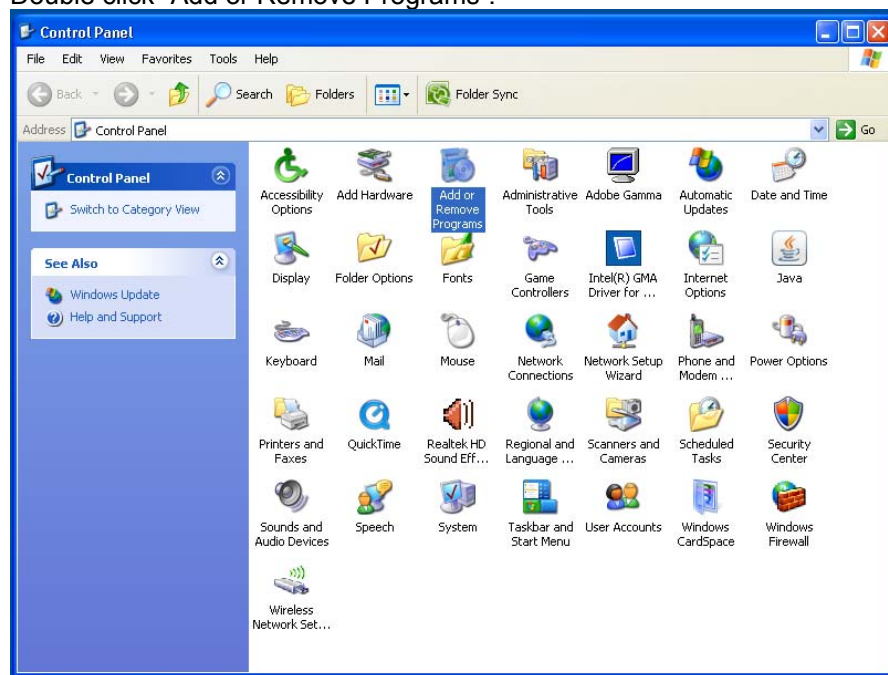 Double click "Add or Remove Programs".
Control Panel
File Edit View Favorites Tools Help
Back Search Folders Folder Sync
Address Control Panel Go
Control Panel
Switch to Category View
See Also
Windows Update
Help and Support
Accessibility Options
Add Hardware
Add or Remove Programs
Administrative Tools
Adobe Gamma
Automatic Updates
Date and Time
Display
Folder Options
Fonts
Game Controllers
Intel(R) GMA Driver for ...
Internet Options
Java
Keyboard
Mail
Mouse
Network Connections
Network Setup Wizard
Phone and Modem ...
Power Options
Printers and Faxes
QuickTime
Realtek HD Sound Eff...
Regional and Language ...
Scanners and Cameras
Scheduled Tasks
Security Center
Sounds and Audio Devices
Speech
System
Taskbar and Start Menu
User Accounts
Windows CardSpace
Windows Firewall
Wireless Network Set...